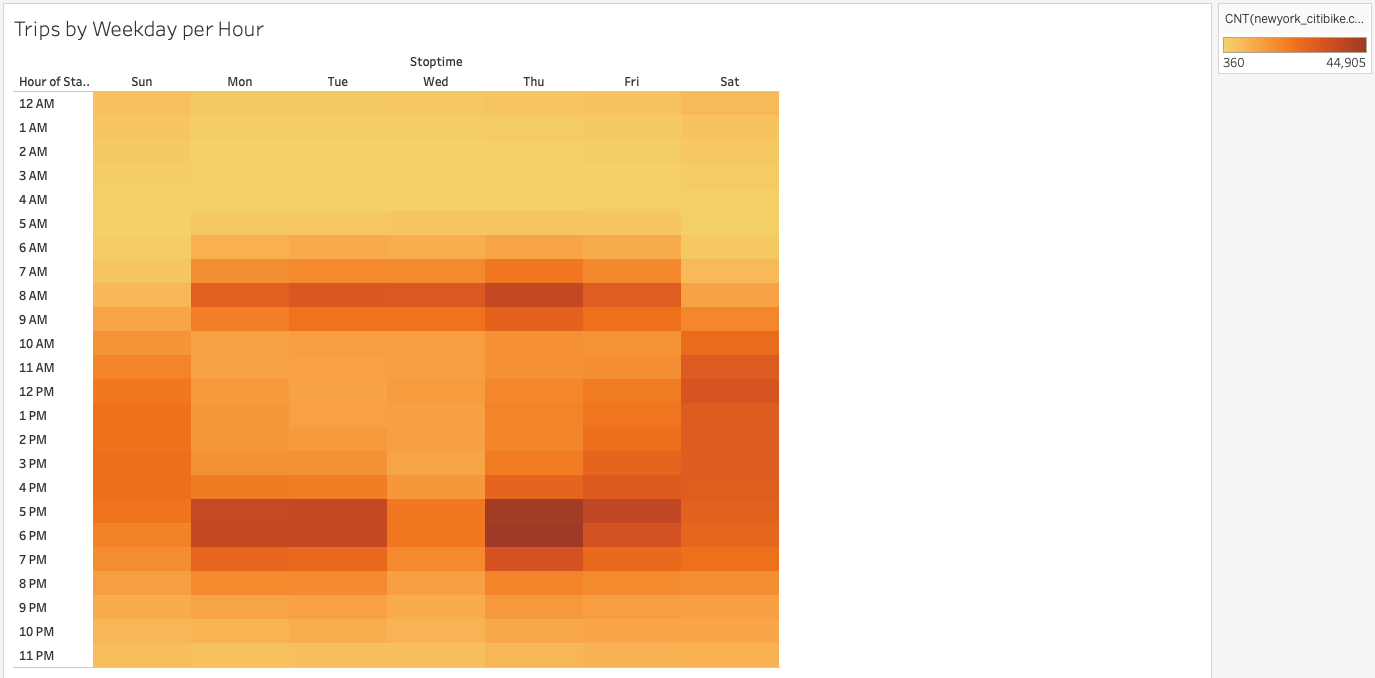 Trips by Weekday per Hour
CNT(newyork_citibike.c...
360 44,905
Stoptime
Hour of Sta.. Sun Mon Tue Wed Thu Fri Sat
12 AM
1 AM
2 AM
3 AM
4 AM
5 AM
6 AM
7 AM
8 AM
9 AM
10 AM
11 AM
12 PM
1 PM
2 PM
3 PM
4 PM
5 PM
6 PM
7 PM
8 PM
9 PM
10 PM
11 PM